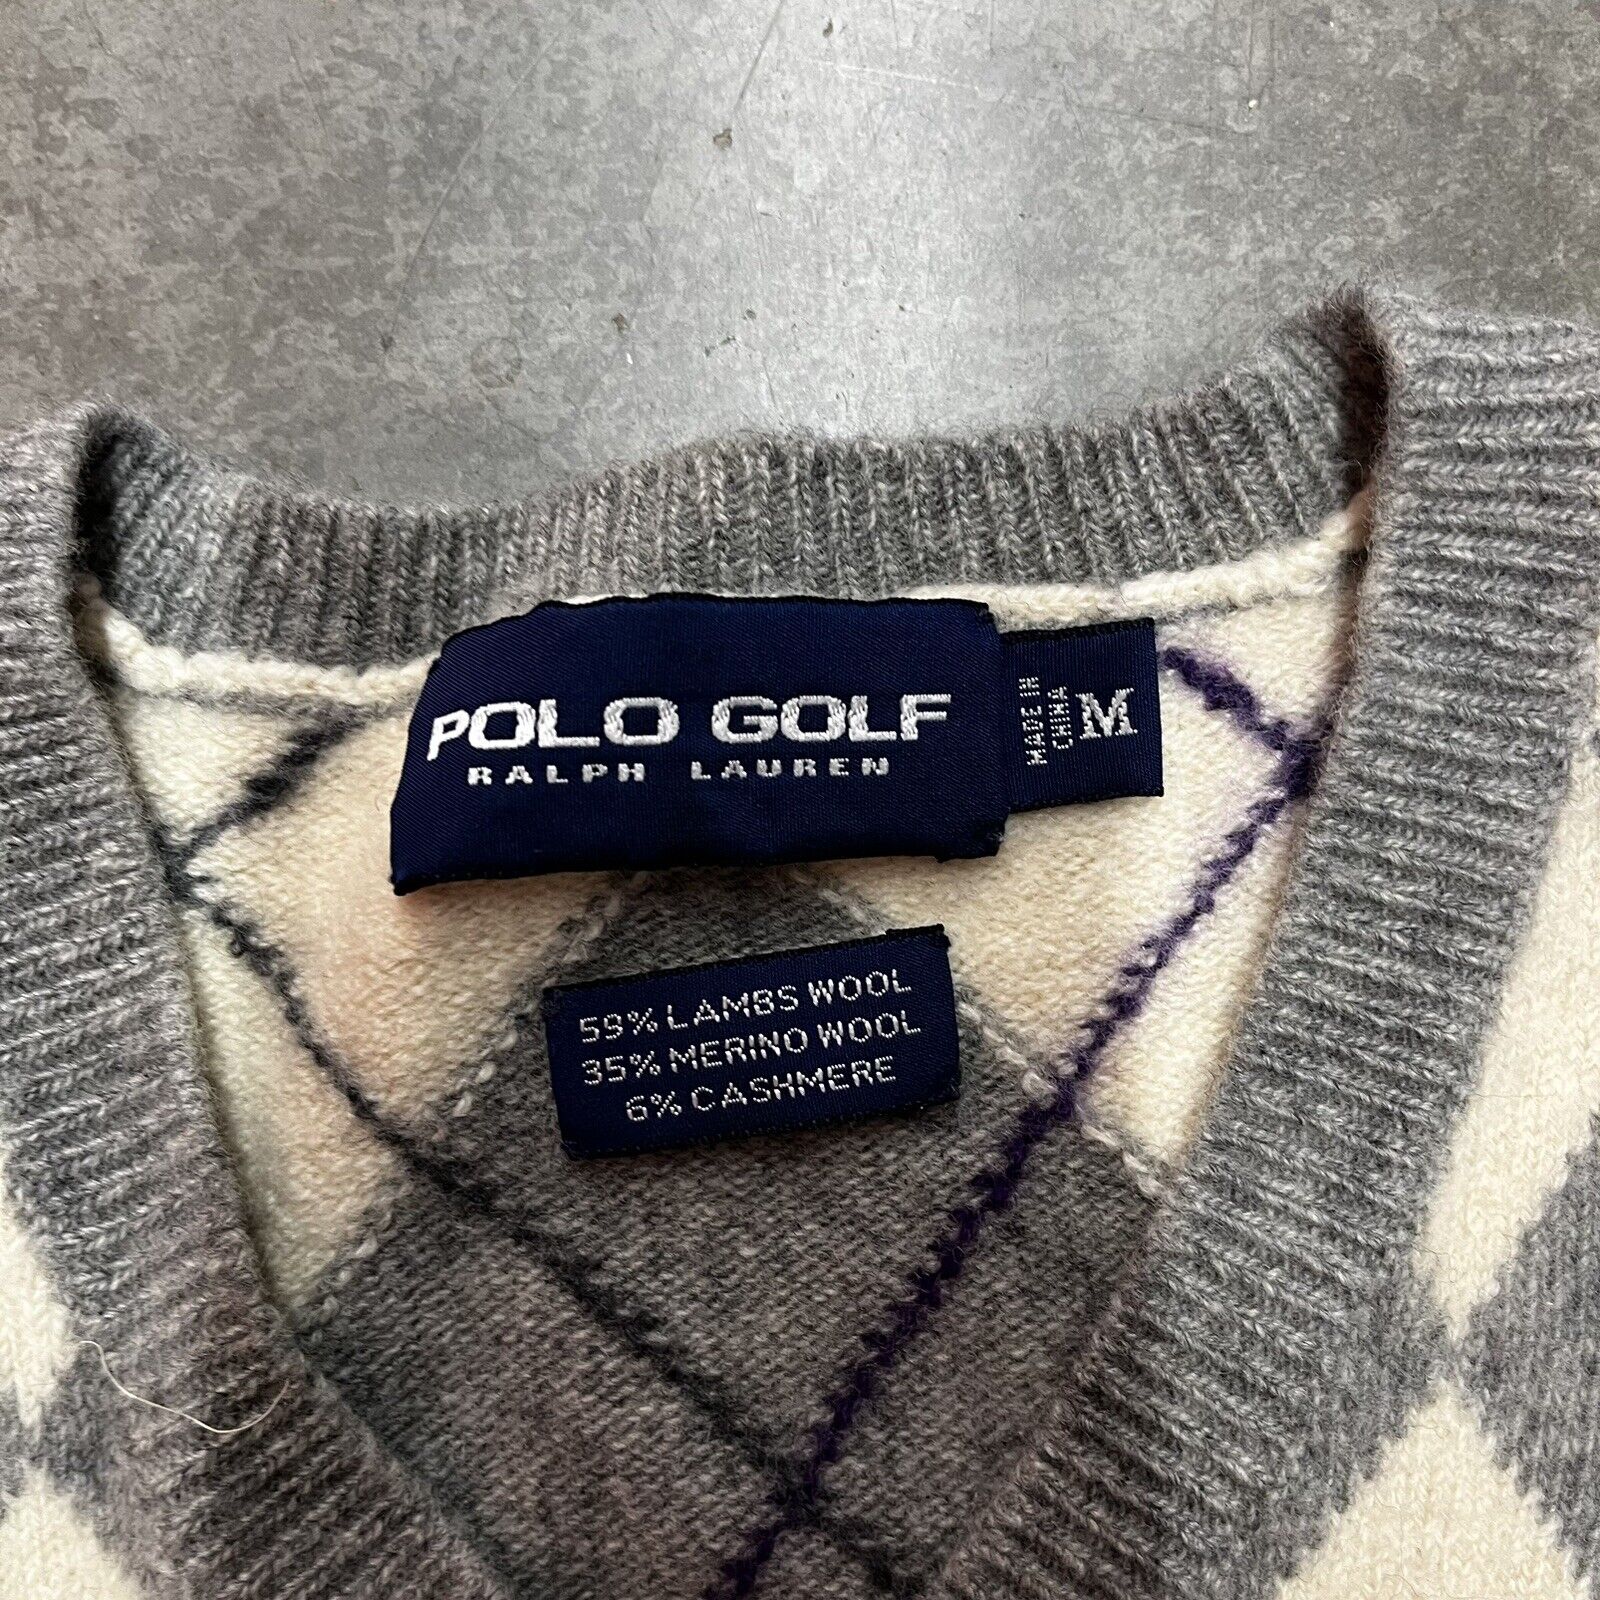 POLO GOLF
RALPH LAUREN
MADE IN
CHINA
M
59% LAMBS WOOL
35% MERINO WOOL
6% CASHMERE